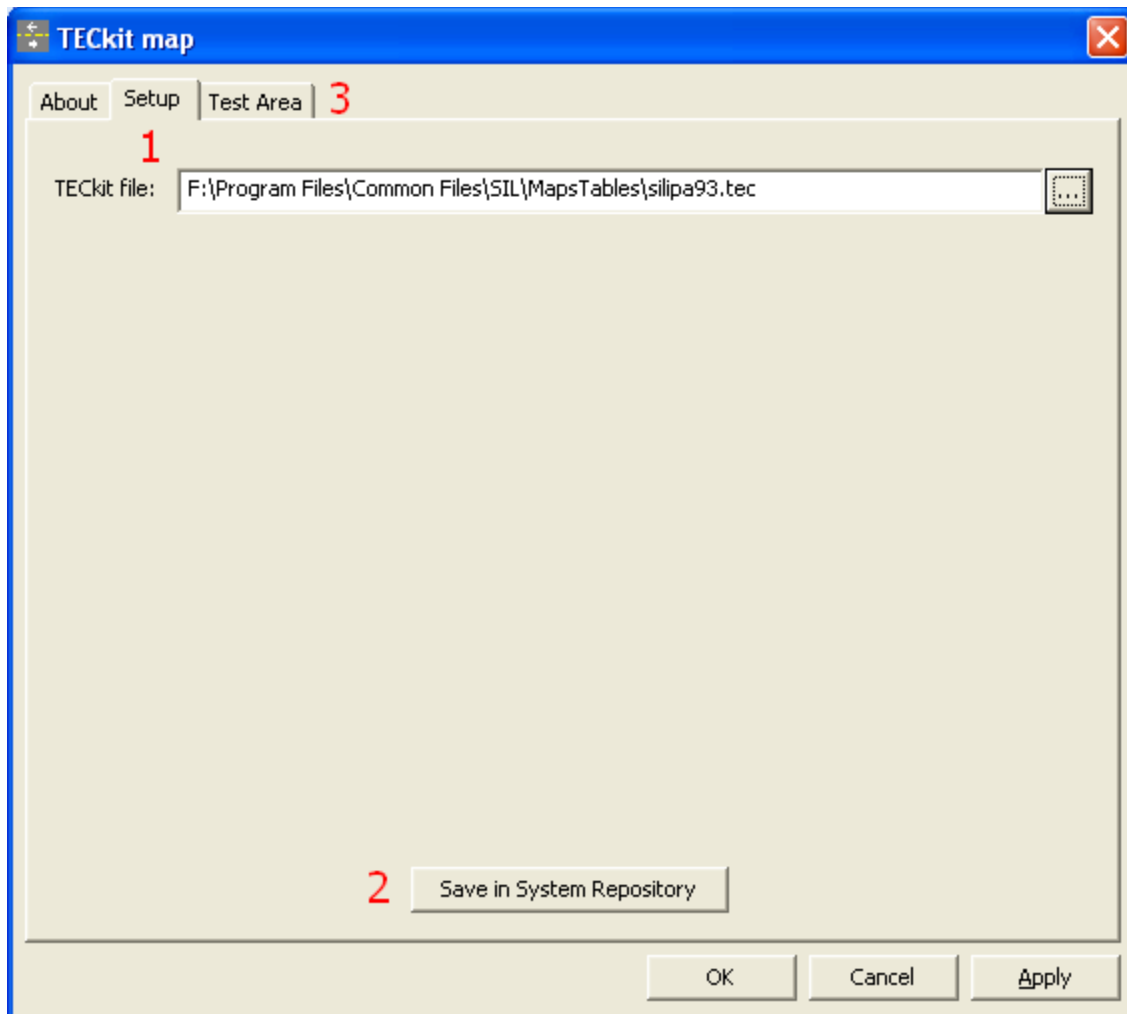 TECkit map
About Setup Test Area 3
1
TECkit file: F:\Program Files\Common Files\SIL\MapsTables\silipa93.tec ...
2 Save in System Repository
OK Cancel Apply